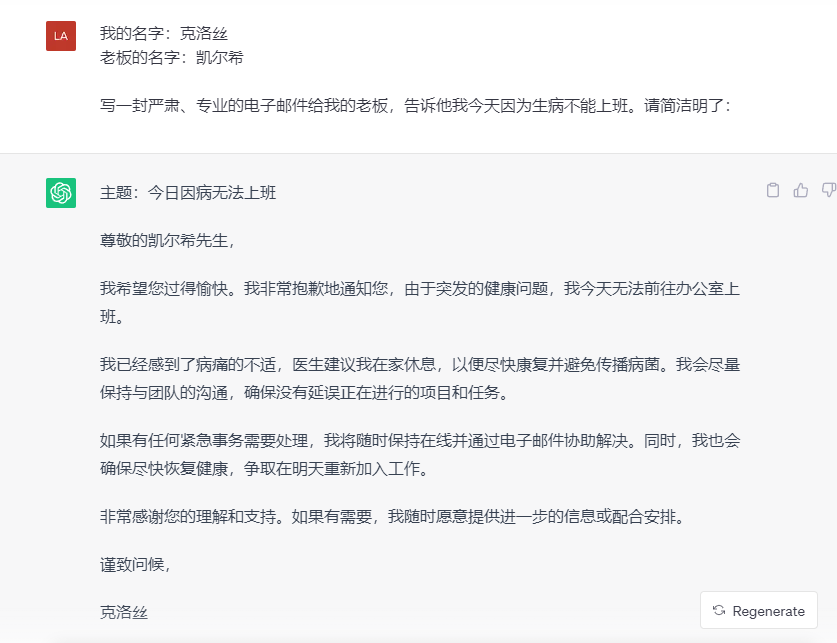 LA
我的名字：克洛丝
老板的名字：凯尔希
写一封严肃、专业的电子邮件给我的老板，告诉他我今天因为生病不能上班。请简洁明了：
主题：今日因病无法上班
尊敬的凯尔希先生，
我希望您过得愉快。我非常抱歉地通知您，由于突发的健康问题，我今天无法前往办公室上
班。
我已经感到了病痛的不适，医生建议我在家休息，以便尽快康复并避免传播病菌。我会尽量
保持与团队的沟通，确保没有延误正在进行的项目和任务。
如果有任何紧急事务需要处理，我将随时保持在线并通过电子邮件协助解决。同时，我也会
确保尽快恢复健康，争取在明天重新加入工作。
非常感谢您的理解和支持。如果有需要，我随时愿意提供进一步的信息或配合安排。
谨致问候，
克洛丝
Regenerate